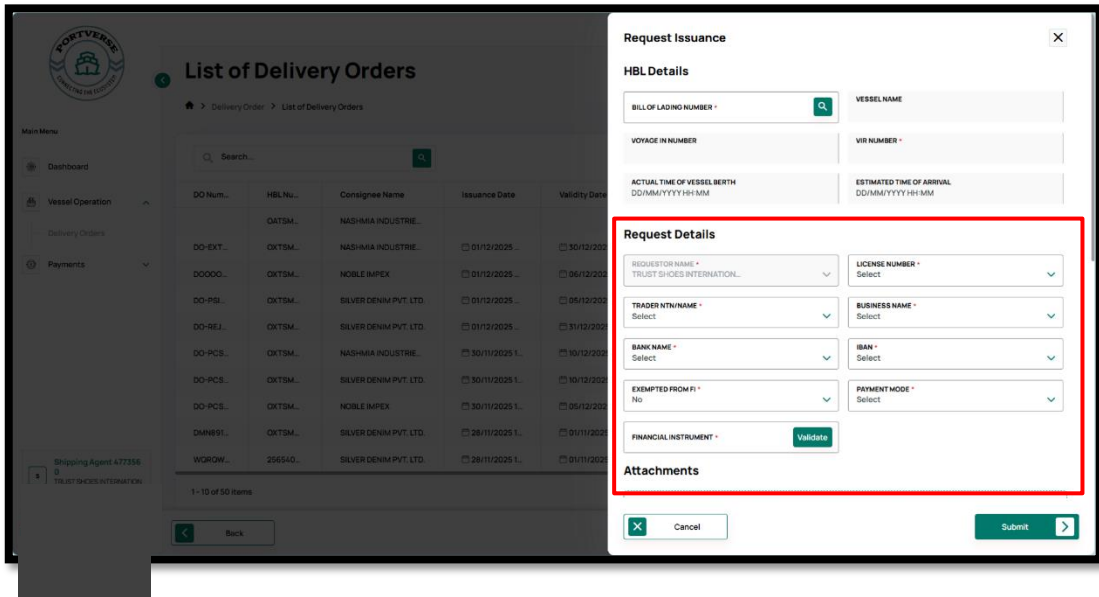 PORTVERSE
CONNECTING THE ECOSYSTEM
Main Menu
Dashboard
Vessel Operation
Delivery Orders
Payments
Shipping Agent 477356
0
TRUST SHOES INTERNATION
List of Delivery Orders
Delivery Order > List of Delivery Orders
Search...
DO Num... HBL Nu... Consignee Name Issuance Date Validity Date
OATSM... NASHMIA INDUSTRIE...
DO-EXT... OXTSM... NASHMIA INDUSTRIE... 01/12/2025 ... 30/12/202
DOOOO... OXTSM... NOBLE IMPEX 01/12/2025 ... 06/12/202
DO-PSI... OXTSM... SILVER DENIM PVT. LTD. 01/12/2025 ... 05/12/202
DO-REJ... OXTSM... SILVER DENIM PVT. LTD. 01/12/2025 ... 31/12/2025
DO-PCS... OXTSM... NASHMIA INDUSTRIE... 30/11/2025 1... 10/12/202
DO-PCS... OXTSM... SILVER DENIM PVT. LTD. 30/11/2025 1... 10/12/202
DO-PCS... OXTSM... NOBLE IMPEX 30/11/2025 1... 05/12/202
DMN891... OXTSM... SILVER DENIM PVT. LTD. 28/11/2025 1... 01/11/2025
WQRQW... 256540... SILVER DENIM PVT. LTD. 28/11/2025 1... 01/11/2025
1 - 10 of 50 items
Back
Request Issuance
HBL Details
BILL OF LADING NUMBER *
VESSEL NAME
VOYAGE IN NUMBER
VIR NUMBER *
ACTUAL TIME OF VESSEL BERTH
DD/MM/YYYY HH:MM
ESTIMATED TIME OF ARRIVAL
DD/MM/YYYY HH:MM
Request Details
REQUESTOR NAME *
TRUST SHOES INTERNATION...
LICENSE NUMBER *
Select
TRADER NTN/NAME *
Select
BUSINESS NAME *
Select
BANK NAME *
Select
IBAN *
Select
EXEMPTED FROM FI *
No
PAYMENT MODE *
Select
FINANCIAL INSTRUMENT *
Validate
Attachments
Cancel
Submit